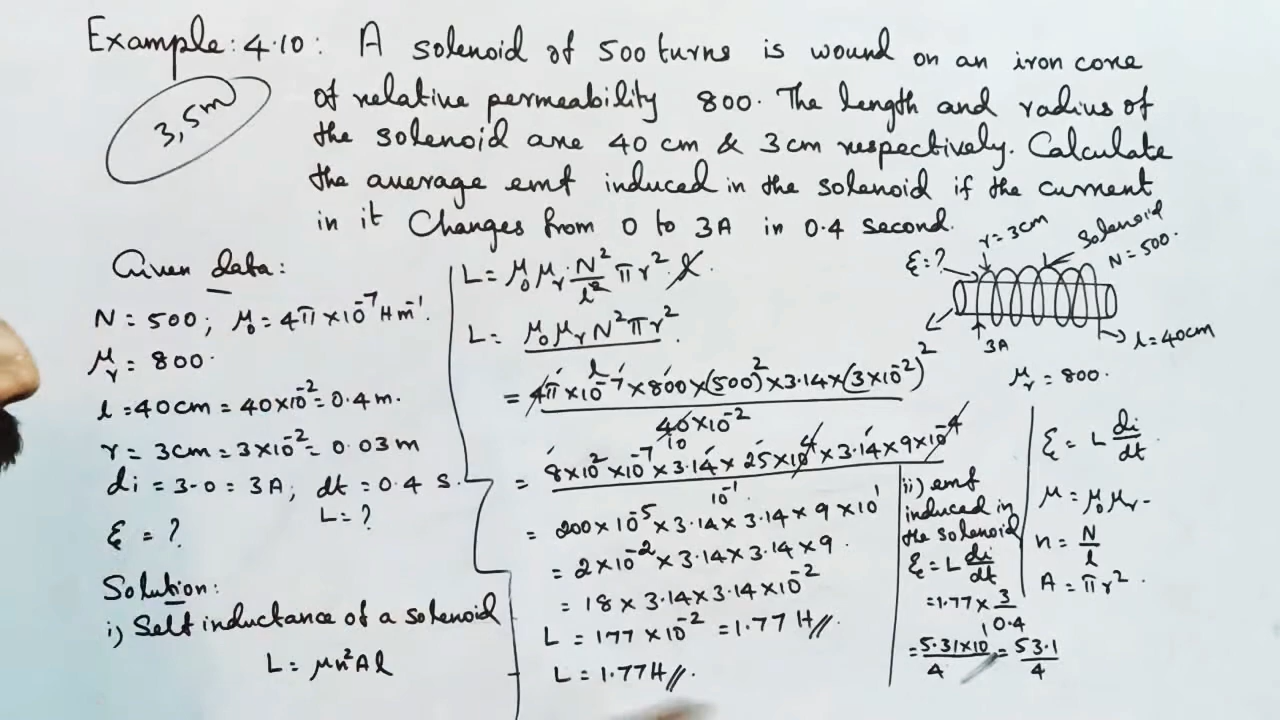 Example: 4.10: A solenoid of 500 turns is wound on an iron core
of relative permeability 800. The length and radius of
the solenoid are 40 cm & 3 cm respectively. Calculate
the average emf induced in the solenoid if the current
in it Changes from 0 to 3A in 0.4 second.
3,5m
Given data:
N = 500; μ₀ = 4π×10⁻⁷ Hm⁻¹.
μᵣ = 800.
l = 40cm = 40×10⁻² = 0.4 m.
r = 3cm = 3×10⁻² = 0.03 m
di = 3-0 = 3A; dt = 0.4 s.
L = ?
ξ = ?
Solution:
i) Self inductance of a solenoid
L = μn²Al
L = μ₀μᵣ.N²/l² πr².l.
L = μ₀μᵣN²πr²/l.
= 4π×10⁻⁷×800×(500)²×3.14×(3×10⁻²)²/40×10⁻²
10
= 8×10²×10⁻⁷×3.14×25×10⁴×3.14×9×10⁻⁴/10⁻¹
= 200×10⁻⁵×3.14×3.14×9×10¹
= 2×10⁻²×3.14×3.14×9.
= 18×3.14×3.14×10⁻²
L = 177×10⁻² = 1.77 H//
L = 1.77H//.
ξ = ?
r = 3cm
Solenoid
N = 500.
3A
l = 40cm
μᵣ = 800.
ii) emf
induced in
the solenoid
ξ = L di/dt
= 1.77 × 3/0.4
= 5.31×10/4 = 53.1/4
ξ = L di/dt.
μ = μ₀μᵣ -
n = N/l
A = πr².